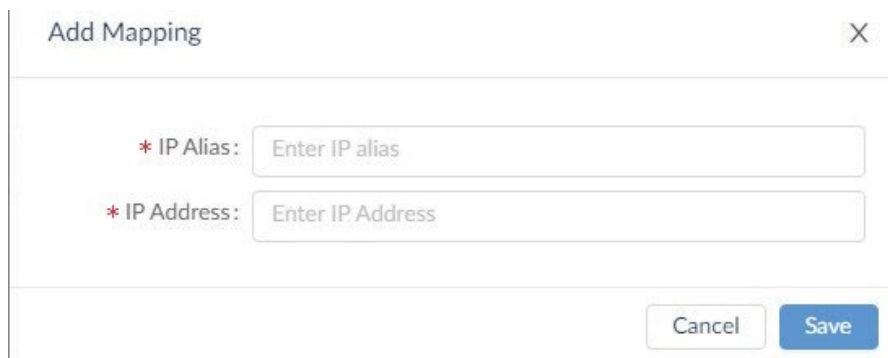 Add Mapping X
* IP Alias: Enter IP alias
* IP Address: Enter IP Address
Cancel Save